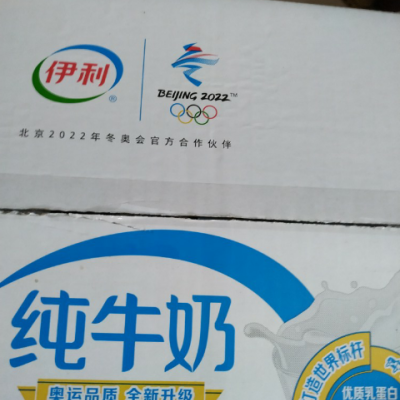 伊利
BEIJING 2022™
北京2022年冬奥会官方合作伙伴
纯牛奶
奥运品质 全新升级
打造世界标杆
优质乳蛋白